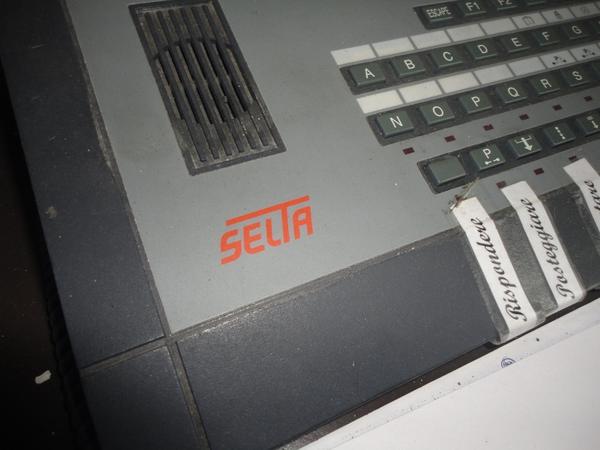 ESCAPE F1 F2
A B C D E F G
N O P Q R S
P
SELTA
Rispondere
Posteggiare